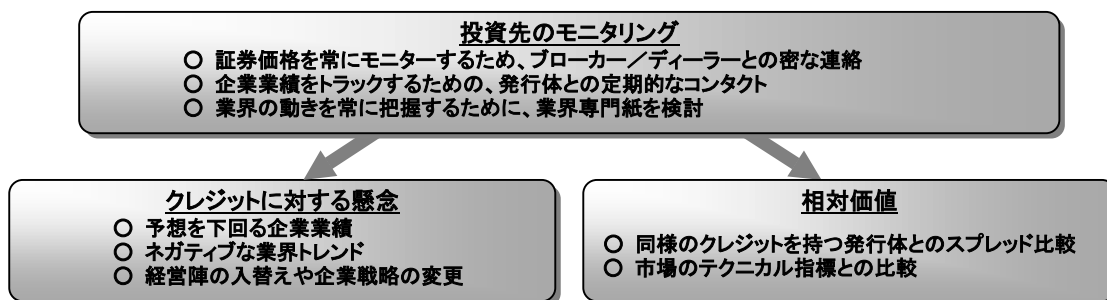 投資先のモニタリング
○ 証券価格を常にモニターするため、ブローカー／ディーラーとの密な連絡
○ 企業業績をトラックするための、発行体との定期的なコンタクト
○ 業界の動きを常に把握するために、業界専門紙を検討
クレジットに対する懸念
○ 予想を下回る企業業績
○ ネガティブな業界トレンド
○ 経営陣の入替えや企業戦略の変更
相対価値
○ 同様のクレジットを持つ発行体とのスプレッド比較
○ 市場のテクニカル指標との比較